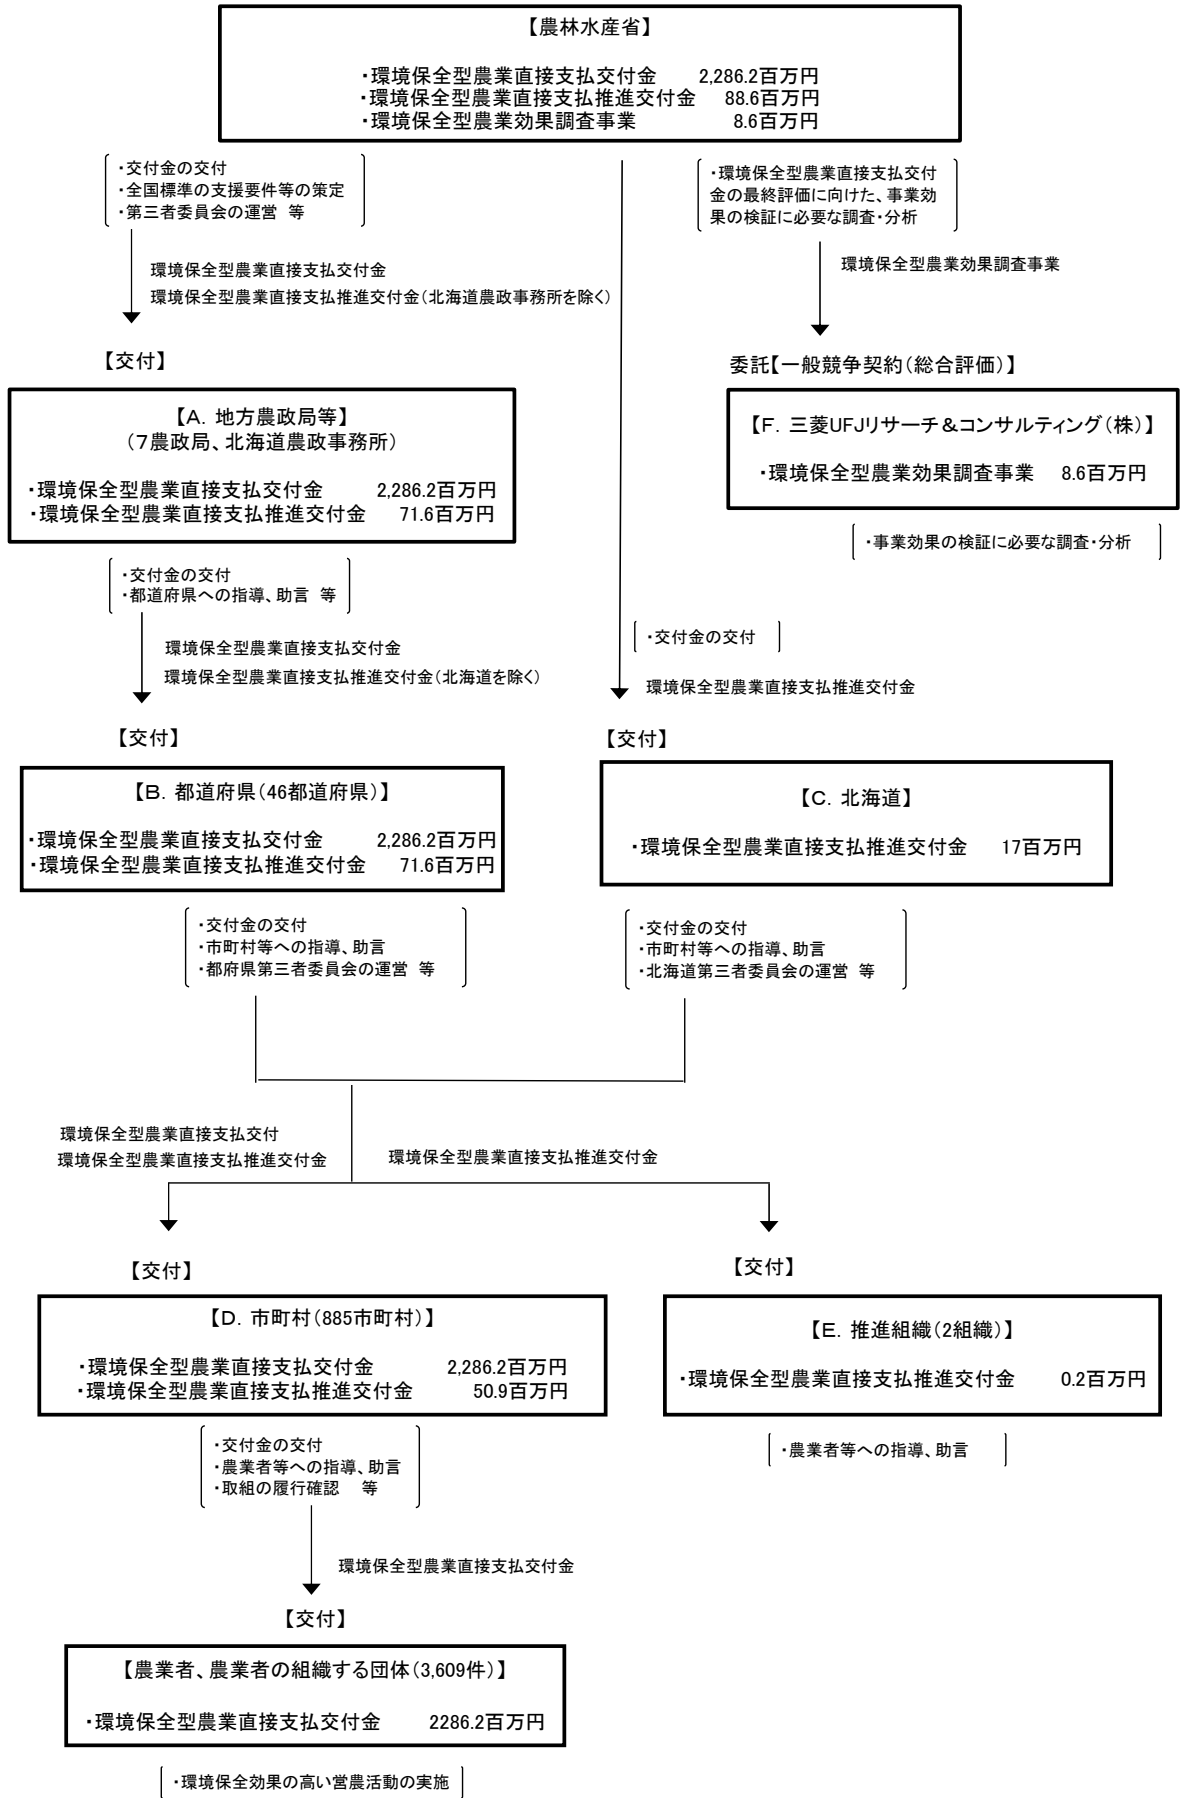 【農林水産省】
・環境保全型農業直接支払交付金 2,286.2百万円
・環境保全型農業直接支払推進交付金 88.6百万円
・環境保全型農業効果調査事業 8.6百万円
・交付金の交付
・全国標準の支援要件等の策定
・第三者委員会の運営 等
・環境保全型農業直接支払交付
金の最終評価に向けた、事業効
果の検証に必要な調査・分析
環境保全型農業直接支払交付金
環境保全型農業直接支払推進交付金(北海道農政事務所を除く)
環境保全型農業効果調査事業
【交付】
委託【一般競争契約(総合評価)】
【A. 地方農政局等】
(7農政局、北海道農政事務所)
・環境保全型農業直接支払交付金 2,286.2百万円
・環境保全型農業直接支払推進交付金 71.6百万円
【F. 三菱UFJリサーチ&コンサルティング(株)】
・環境保全型農業効果調査事業 8.6百万円
・事業効果の検証に必要な調査・分析
・交付金の交付
・都道府県への指導、助言 等
環境保全型農業直接支払交付金
環境保全型農業直接支払推進交付金(北海道を除く)
・交付金の交付
環境保全型農業直接支払推進交付金
【交付】
【交付】
【B. 都道府県(46都道府県)】
・環境保全型農業直接支払交付金 2,286.2百万円
・環境保全型農業直接支払推進交付金 71.6百万円
【C. 北海道】
・環境保全型農業直接支払推進交付金 17百万円
・交付金の交付
・市町村等への指導、助言
・都府県第三者委員会の運営 等
・交付金の交付
・市町村等への指導、助言
・北海道第三者委員会の運営 等
環境保全型農業直接支払交付
環境保全型農業直接支払推進交付金
環境保全型農業直接支払推進交付金
【交付】
【交付】
【D. 市町村(885市町村)】
・環境保全型農業直接支払交付金 2,286.2百万円
・環境保全型農業直接支払推進交付金 50.9百万円
【E. 推進組織(2組織)】
・環境保全型農業直接支払推進交付金 0.2百万円
・交付金の交付
・農業者等への指導、助言
・取組の履行確認 等
・農業者等への指導、助言
環境保全型農業直接支払交付金
【交付】
【農業者、農業者の組織する団体(3,609件)】
・環境保全型農業直接支払交付金 2286.2百万円
・環境保全効果の高い営農活動の実施